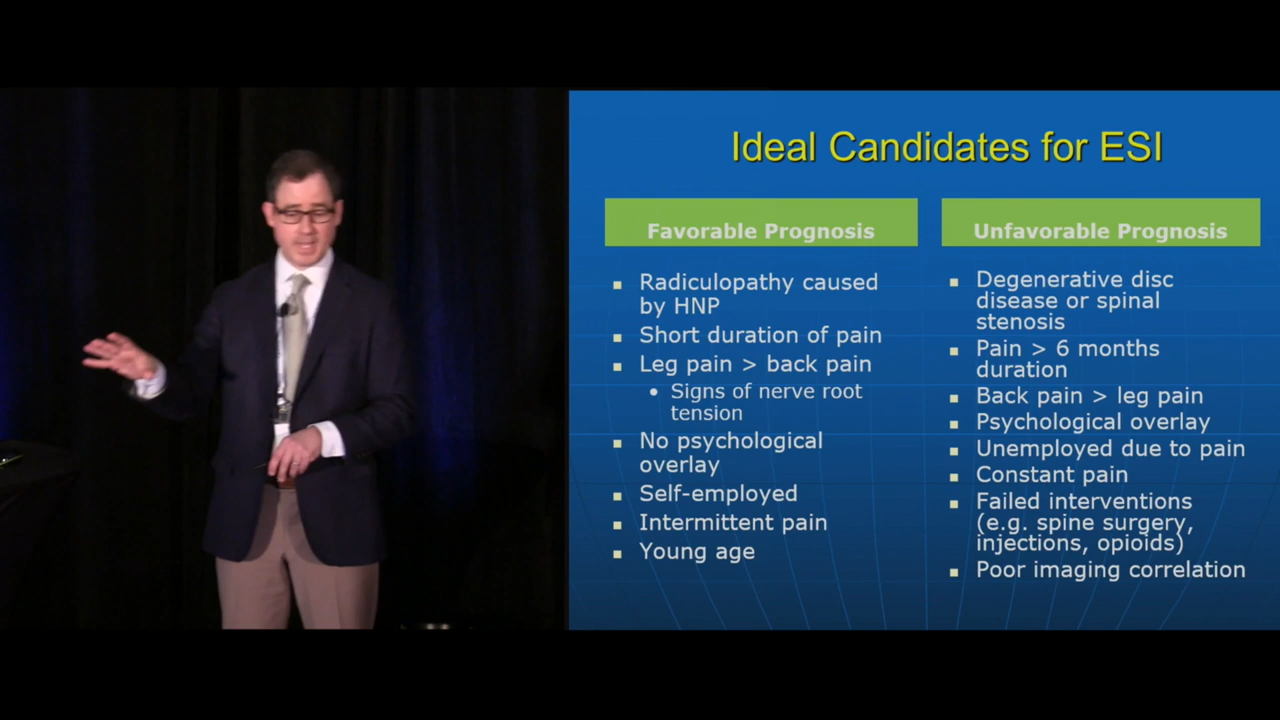 Ideal Candidates for ESI
Favorable Prognosis
Radiculopathy caused
by HNP
Short duration of pain
Leg pain > back pain
Signs of nerve root
tension
No psychological
overlay
Self-employed
Intermittent pain
Young age
Unfavorable Prognosis
Degenerative disc
disease or spinal
stenosis
Pain > 6 months
duration
Back pain > leg pain
Psychological overlay
Unemployed due to pain
Constant pain
Failed interventions
(e.g. spine surgery,
injections, opioids)
Poor imaging correlation